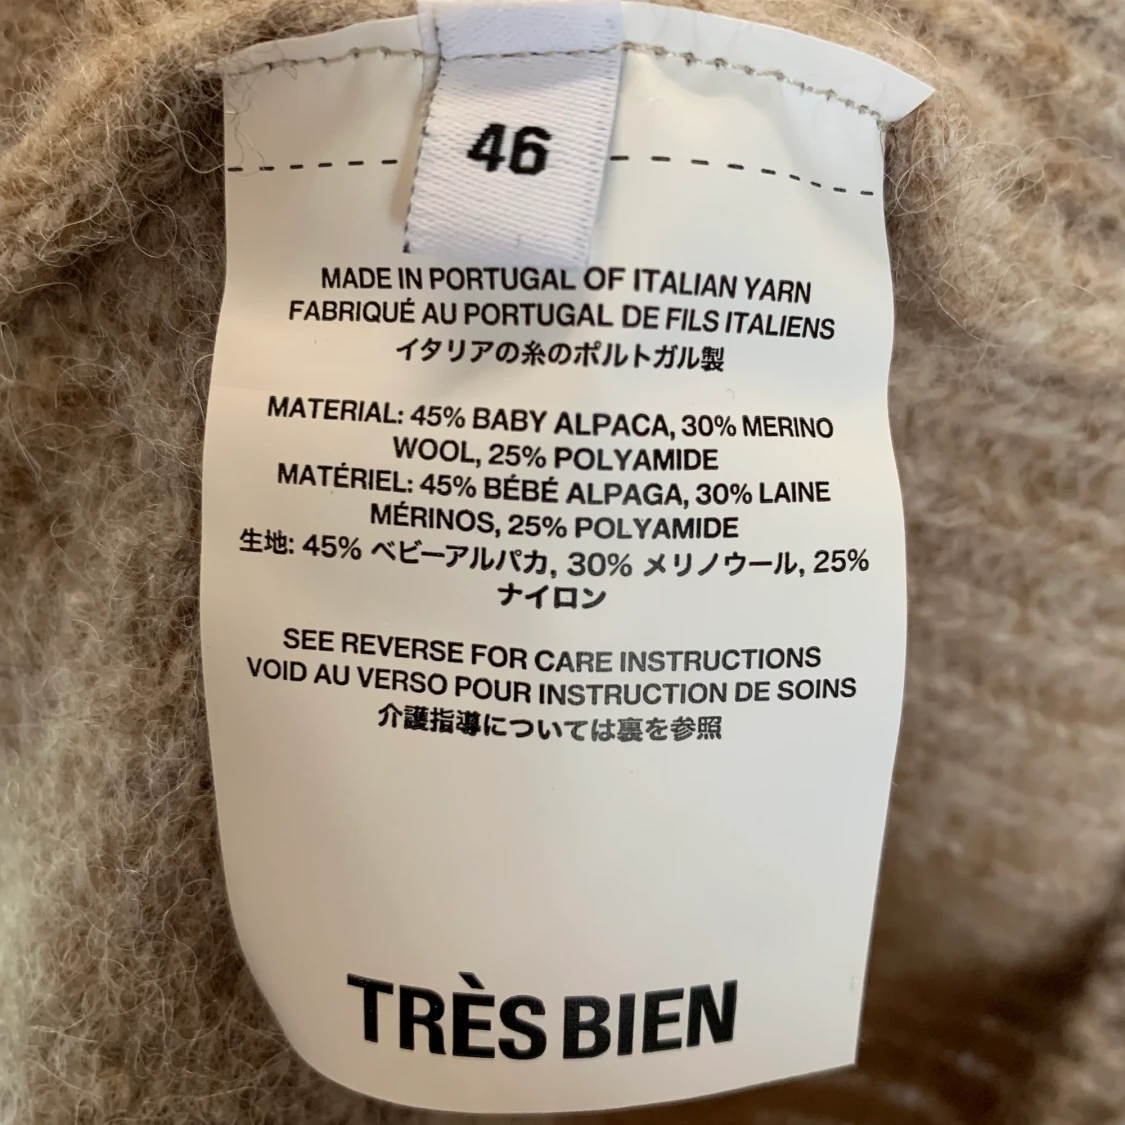 46
MADE IN PORTUGAL OF ITALIAN YARN
FABRIQUÉ AU PORTUGAL DE FILS ITALIENS
イタリアの糸のポルトガル製
MATERIAL: 45% BABY ALPACA, 30% MERINO
WOOL, 25% POLYAMIDE
MATÉRIEL: 45% BÉBÉ ALPAGA, 30% LAINE
MÉRINOS, 25% POLYAMIDE
生地: 45% ベビーアルパカ, 30% メリノウール, 25%
ナイロン
SEE REVERSE FOR CARE INSTRUCTIONS
VOID AU VERSO POUR INSTRUCTION DE SOINS
介護指導については裏を参照
TRÈS BIEN